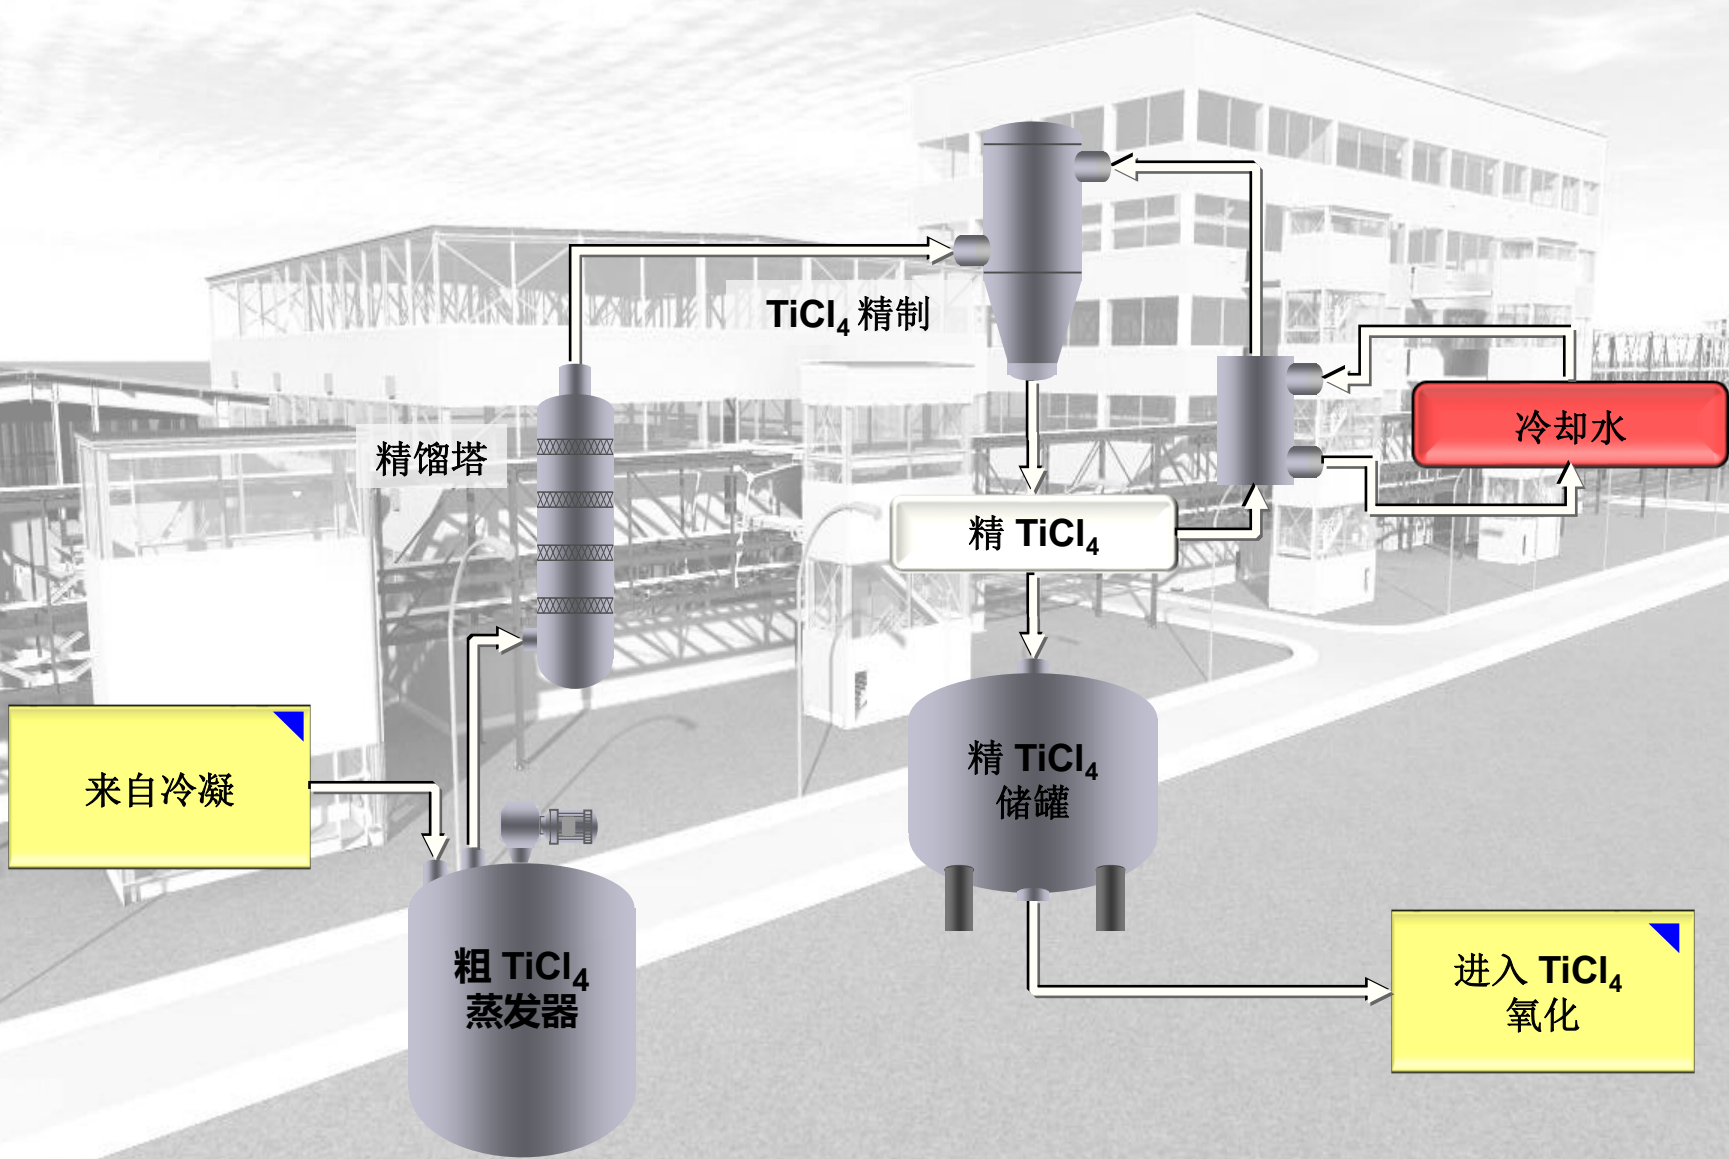 TiCl₄ 精制
冷却水
精馏塔
精 TiCl₄
精 TiCl₄
储罐
来自冷凝
粗 TiCl₄
蒸发器
进入 TiCl₄
氧化